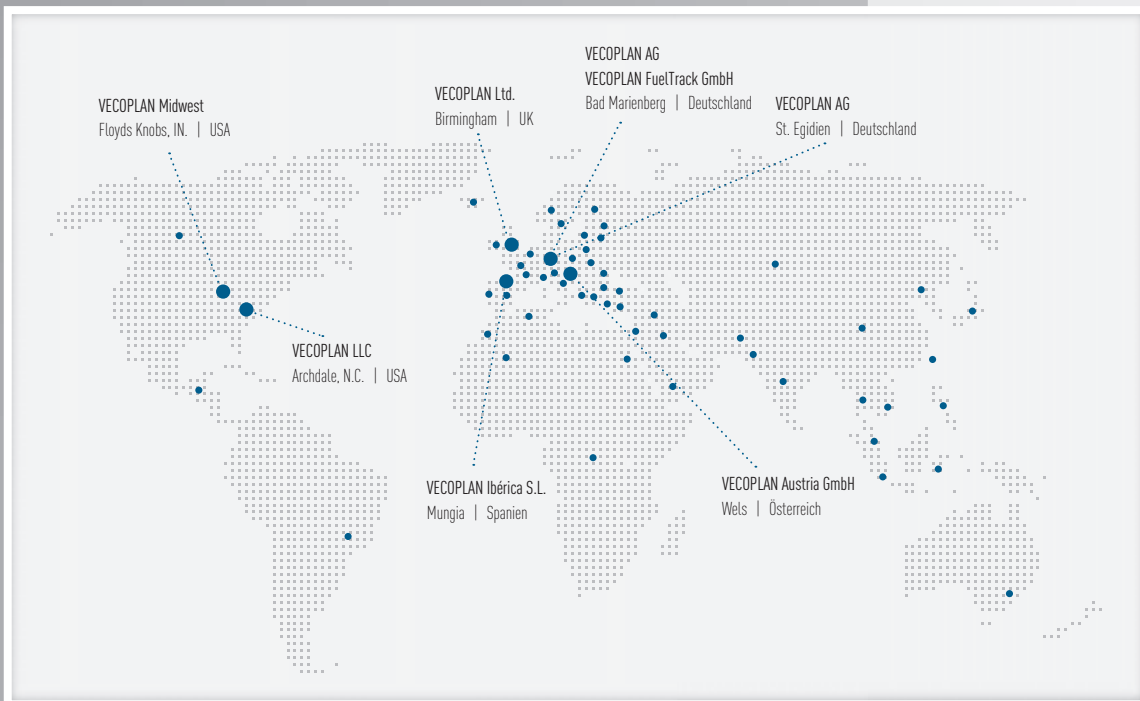 VECOPLAN AG
VECOPLAN FuelTrack GmbH
Bad Marienberg | Deutschland
VECOPLAN Ltd.
Birmingham | UK
VECOPLAN Midwest
Floyds Knobs, IN. | USA
VECOPLAN AG
St. Egidien | Deutschland
VECOPLAN LLC
Archdale, N.C. | USA
VECOPLAN Ibérica S.L.
Mungia | Spanien
VECOPLAN Austria GmbH
Wels | Österreich